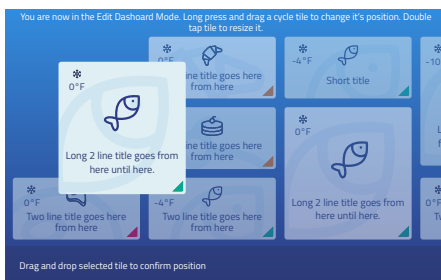 You are now in the Edit Dashoard Mode. Long press and drag a cycle tile to change it's position. Double
tap tile to resize it.
0°F
line title goes here
from here
-4°F
Short title
-10
0°F
Long 2 line title goes from
here until here.
line title goes here
from here
0°F
Long 2 line title goes from
here until here.
0°F
Two line title goes here
from here
-4°F
Two line title goes here
from here
0°F
Drag and drop selected tile to confirm position